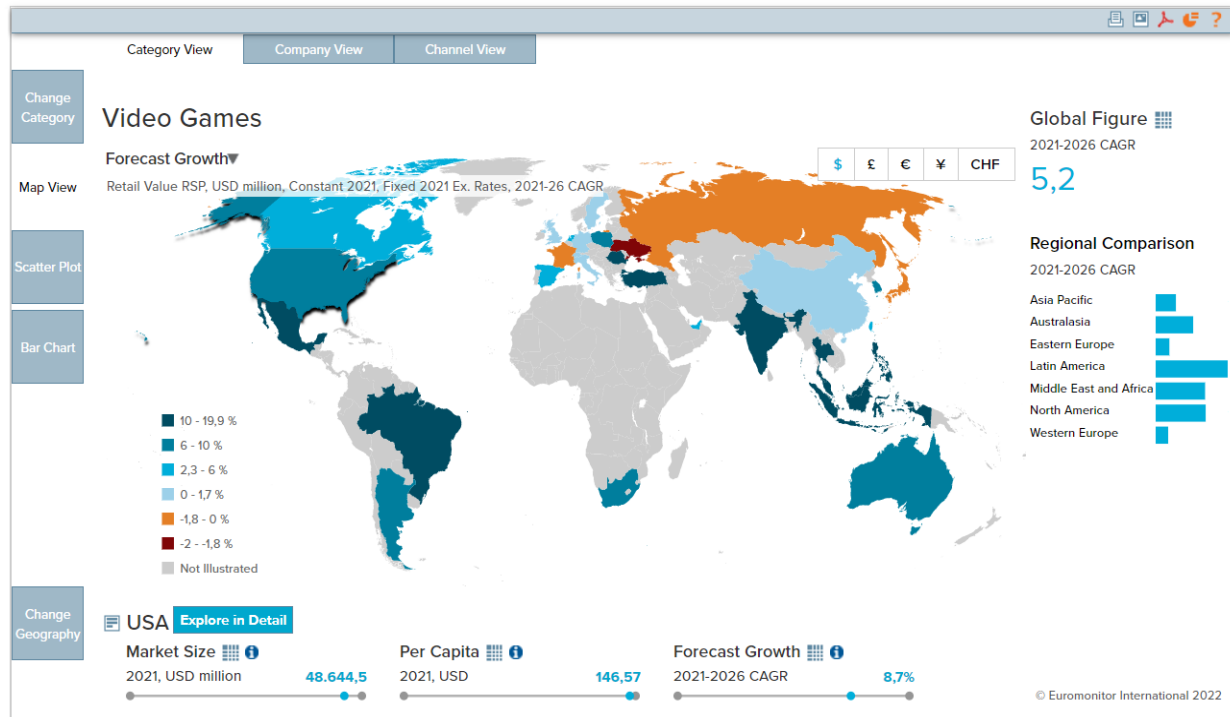 Category View
Company View
Channel View
Change
Category
Video Games
Global Figure
2021-2026 CAGR
5,2
Forecast Growth
$ £ € ¥ CHF
Map View
Retail Value RSP, USD million, Constant 2021, Fixed 2021 Ex. Rates, 2021-26 CAGR
Scatter Plot
Bar Chart
Regional Comparison
2021-2026 CAGR
Asia Pacific
Australasia
Eastern Europe
Latin America
Middle East and Africa
North America
Western Europe
10 - 19,9 %
6 - 10 %
2,3 - 6 %
0 - 1,7 %
-1,8 - 0 %
-2 - -1,8 %
Not Illustrated
Change
Geography
USA Explore in Detail
Market Size
2021, USD million 48.644,5
Per Capita
2021, USD 146,57
Forecast Growth
2021-2026 CAGR 8,7%
© Euromonitor International 2022